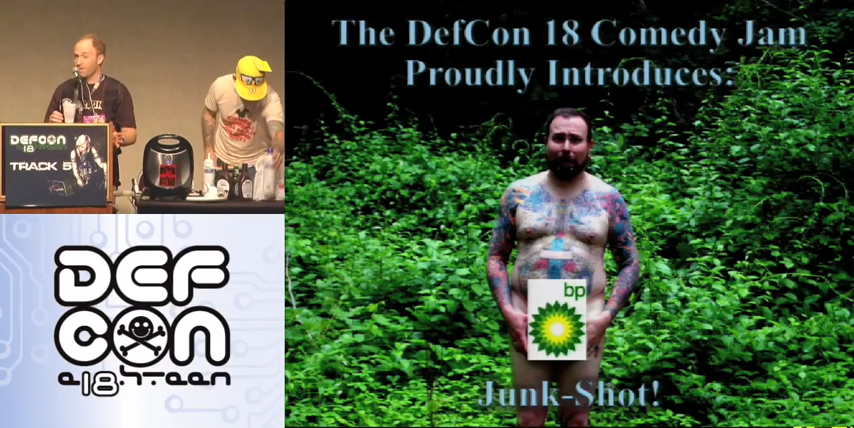 The DefCon 18 Comedy Jam
Proudly Introduces:
bp
Junk-Shot!
DEFCON
18
TRACK 5
DEF
CON
e18hteen